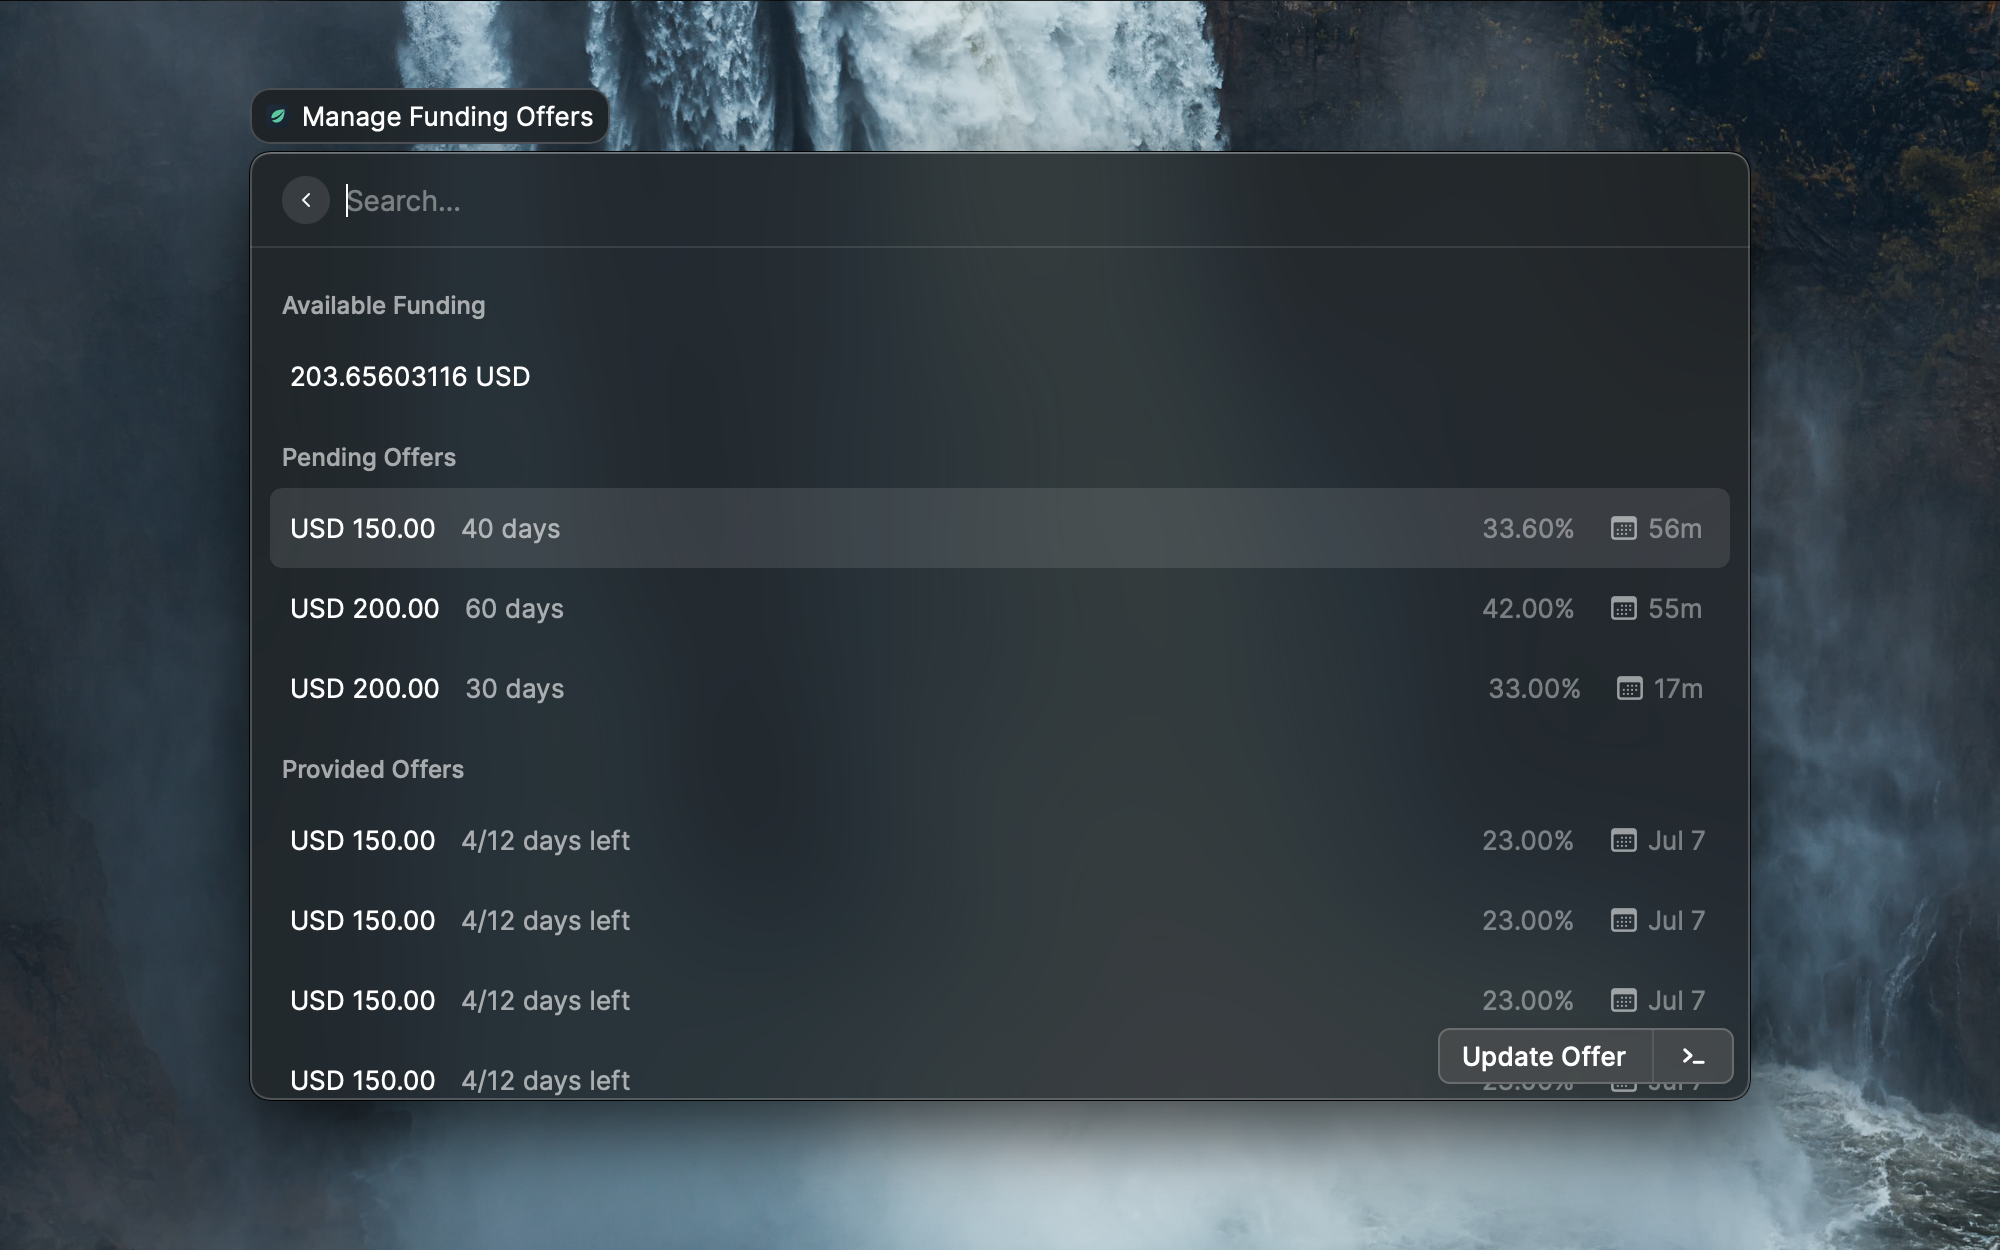 Manage Funding Offers
Search...
Available Funding
203.65603116 USD
Pending Offers
USD 150.00 40 days 33.60% 56m
USD 200.00 60 days 42.00% 55m
USD 200.00 30 days 33.00% 17m
Provided Offers
USD 150.00 4/12 days left 23.00% Jul 7
USD 150.00 4/12 days left 23.00% Jul 7
USD 150.00 4/12 days left 23.00% Jul 7
USD 150.00 4/12 days left 23.00% Jul 7
Update Offer >_